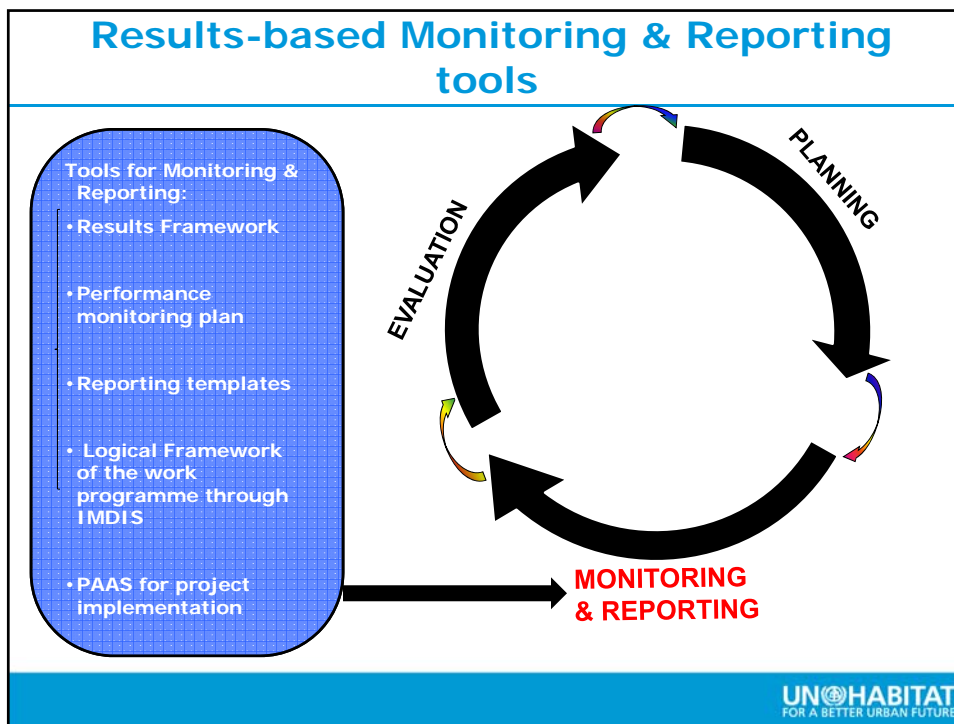 Results-based Monitoring & Reporting
tools
Tools for Monitoring &
Reporting:
• Results Framework
• Performance
monitoring plan
• Reporting templates
• Logical Framework
of the work
programme through
IMDIS
• PAAS for project
implementation
EVALUATION
PLANNING
MONITORING
& REPORTING
UN HABITAT
FOR A BETTER URBAN FUTURE